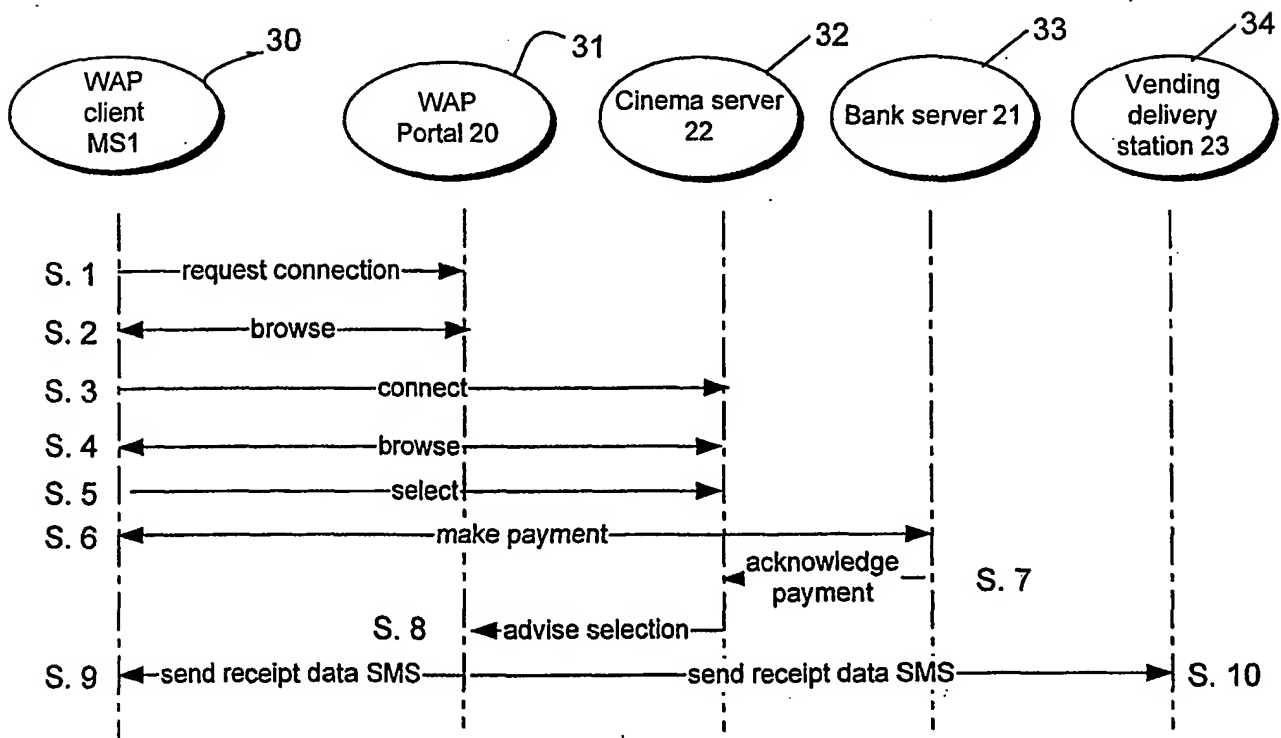 30
31
32
33
34
WAP
client
MS1
WAP
Portal 20
Cinema server
22
Bank server 21
Vending
delivery
station 23
S. 1 request connection
S. 2 browse
S. 3 connect
S. 4 browse
S. 5 select
S. 6 make payment
acknowledge
payment S. 7
S. 8 advise selection
S. 9 send receipt data SMS send receipt data SMS S. 10